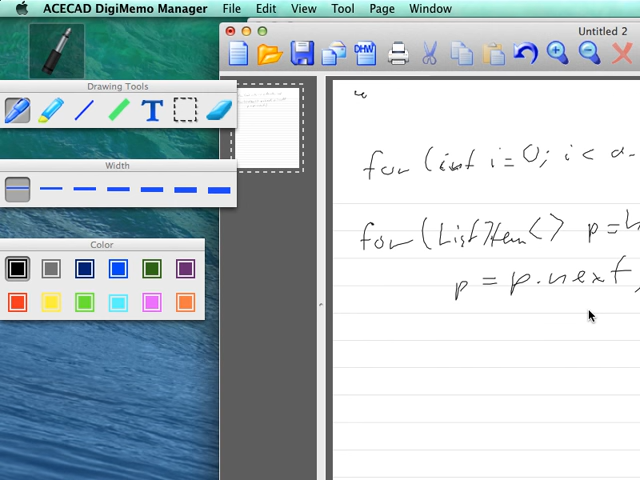 ACECAD DigiMemo Manager File Edit View Tool Page Window
Untitled 2
DHW
Drawing Tools
T
Width
Color
for (int i=0; i < a.
for (ListItem<> p=h
p = p.next;